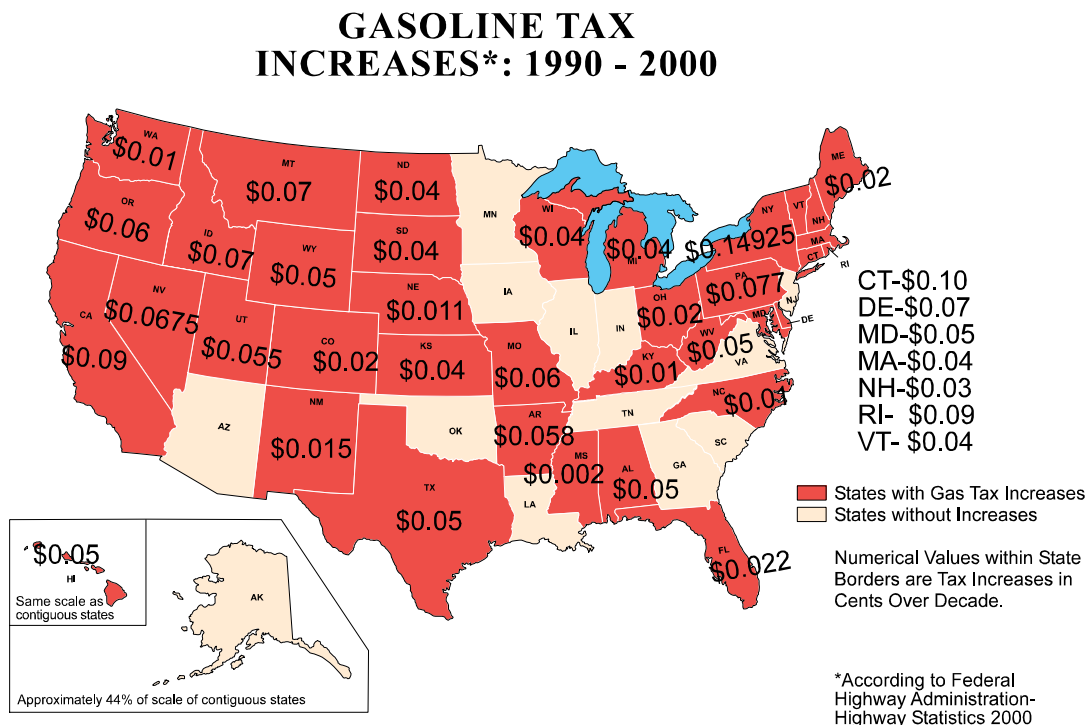 GASOLINE TAX
INCREASES*: 1990 - 2000
WA
$0.01
MT
$0.07
ND
$0.04
MN
OR
$0.06
ID
$0.07
WY
$0.05
SD
$0.04
WI
$0.04
MI
$0.04
NY
$0.14925
VT
NH
ME
$0.02
MA
CT
RI
NV
$0.0675
UT
$0.055
CA
$0.09
CO
$0.02
NE
$0.011
KS
$0.04
IA
MO
$0.06
IL
IN
OH
$0.02
PA
$0.077
NJ
MD
DE
WV
$0.05
VA
KY
$0.01
NC
$0.01
TN
SC
AZ
NM
$0.015
OK
AR
$0.058
MS
$0.002
AL
$0.05
GA
LA
TX
$0.05
FL
$0.022
CT-$0.10
DE-$0.07
MD-$0.05
MA-$0.04
NH-$0.03
RI- $0.09
VT- $0.04
States with Gas Tax Increases
States without Increases
Numerical Values within State
Borders are Tax Increases in
Cents Over Decade.
$0.05
HI
Same scale as
contiguous states
AK
Approximately 44% of scale of contiguous states
*According to Federal
Highway Administration-
Highway Statistics 2000